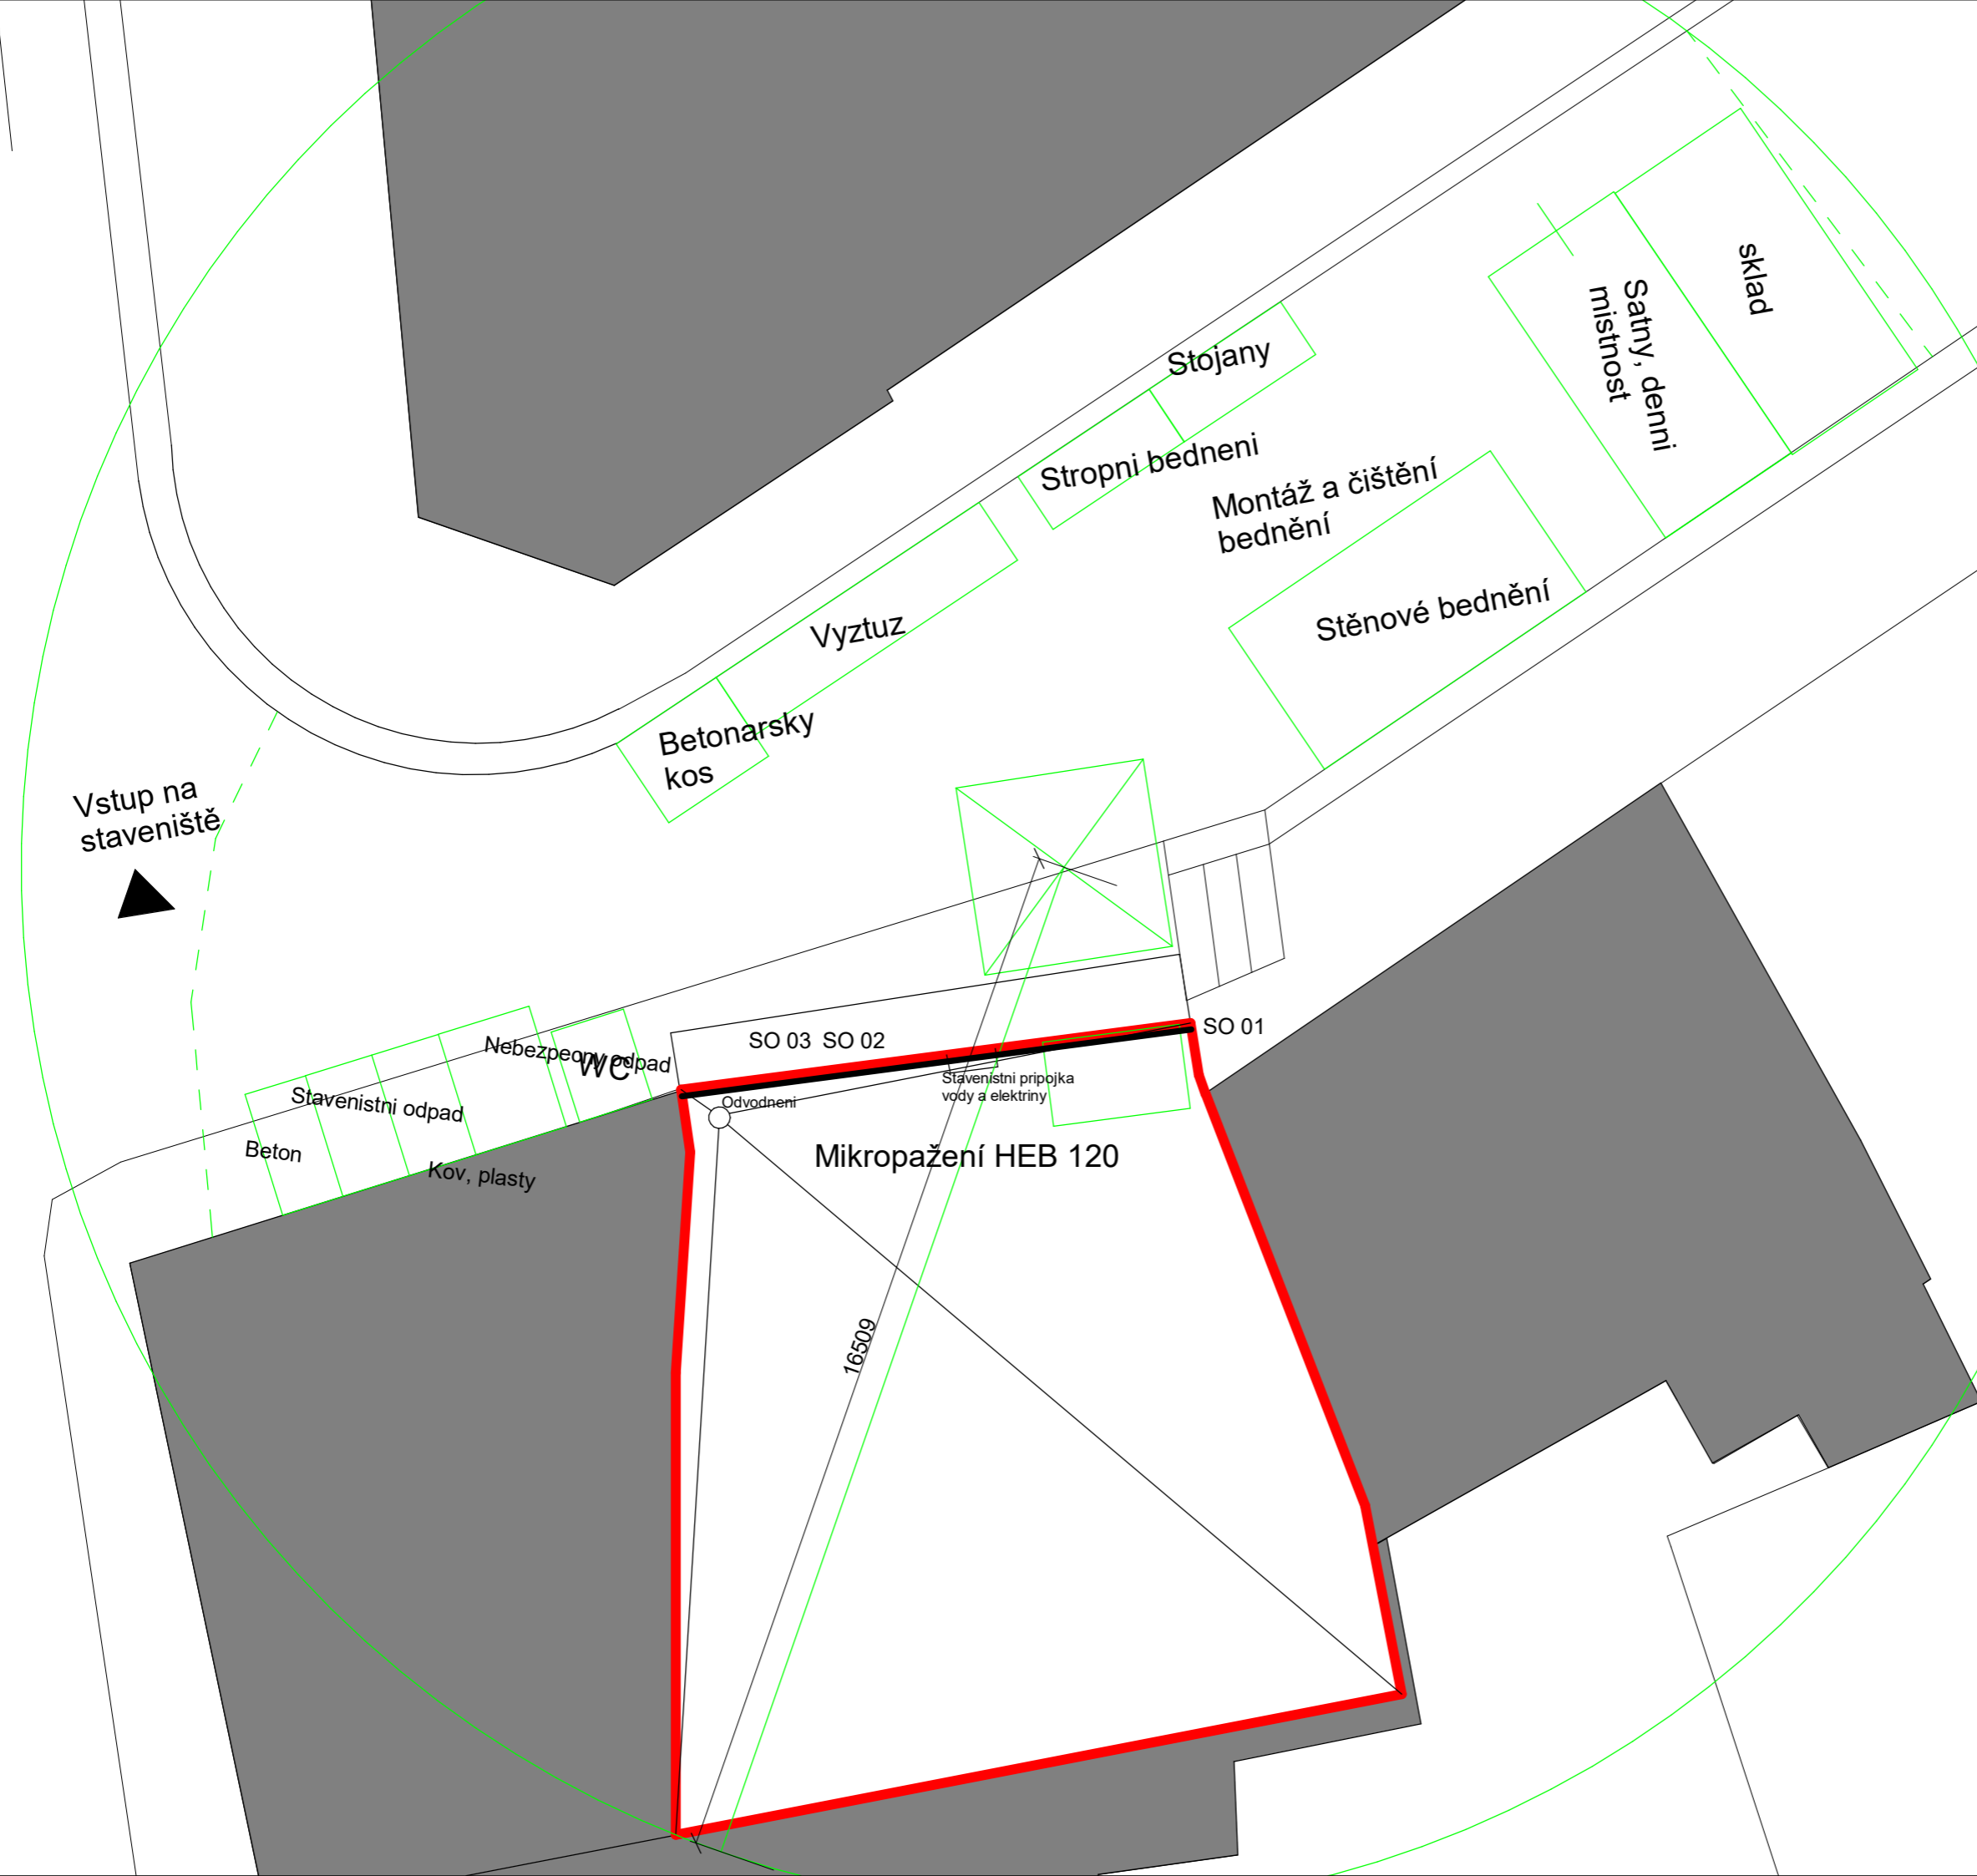 sklad
Satny, denni
mistnost
Stojany
Stropni bedneni
Montáž a čištění
bednění
Stěnové bednění
Vyztuz
Betonarsky
kos
Vstup na
staveniště
SO 03 SO 02
SO 01
Nebezpecny odpad
WC
Stavenistni odpad
Beton
Kov, plasty
Odvodneni
Stavenistni pripojka
vody a elektriny
Mikropažení HEB 120
16509